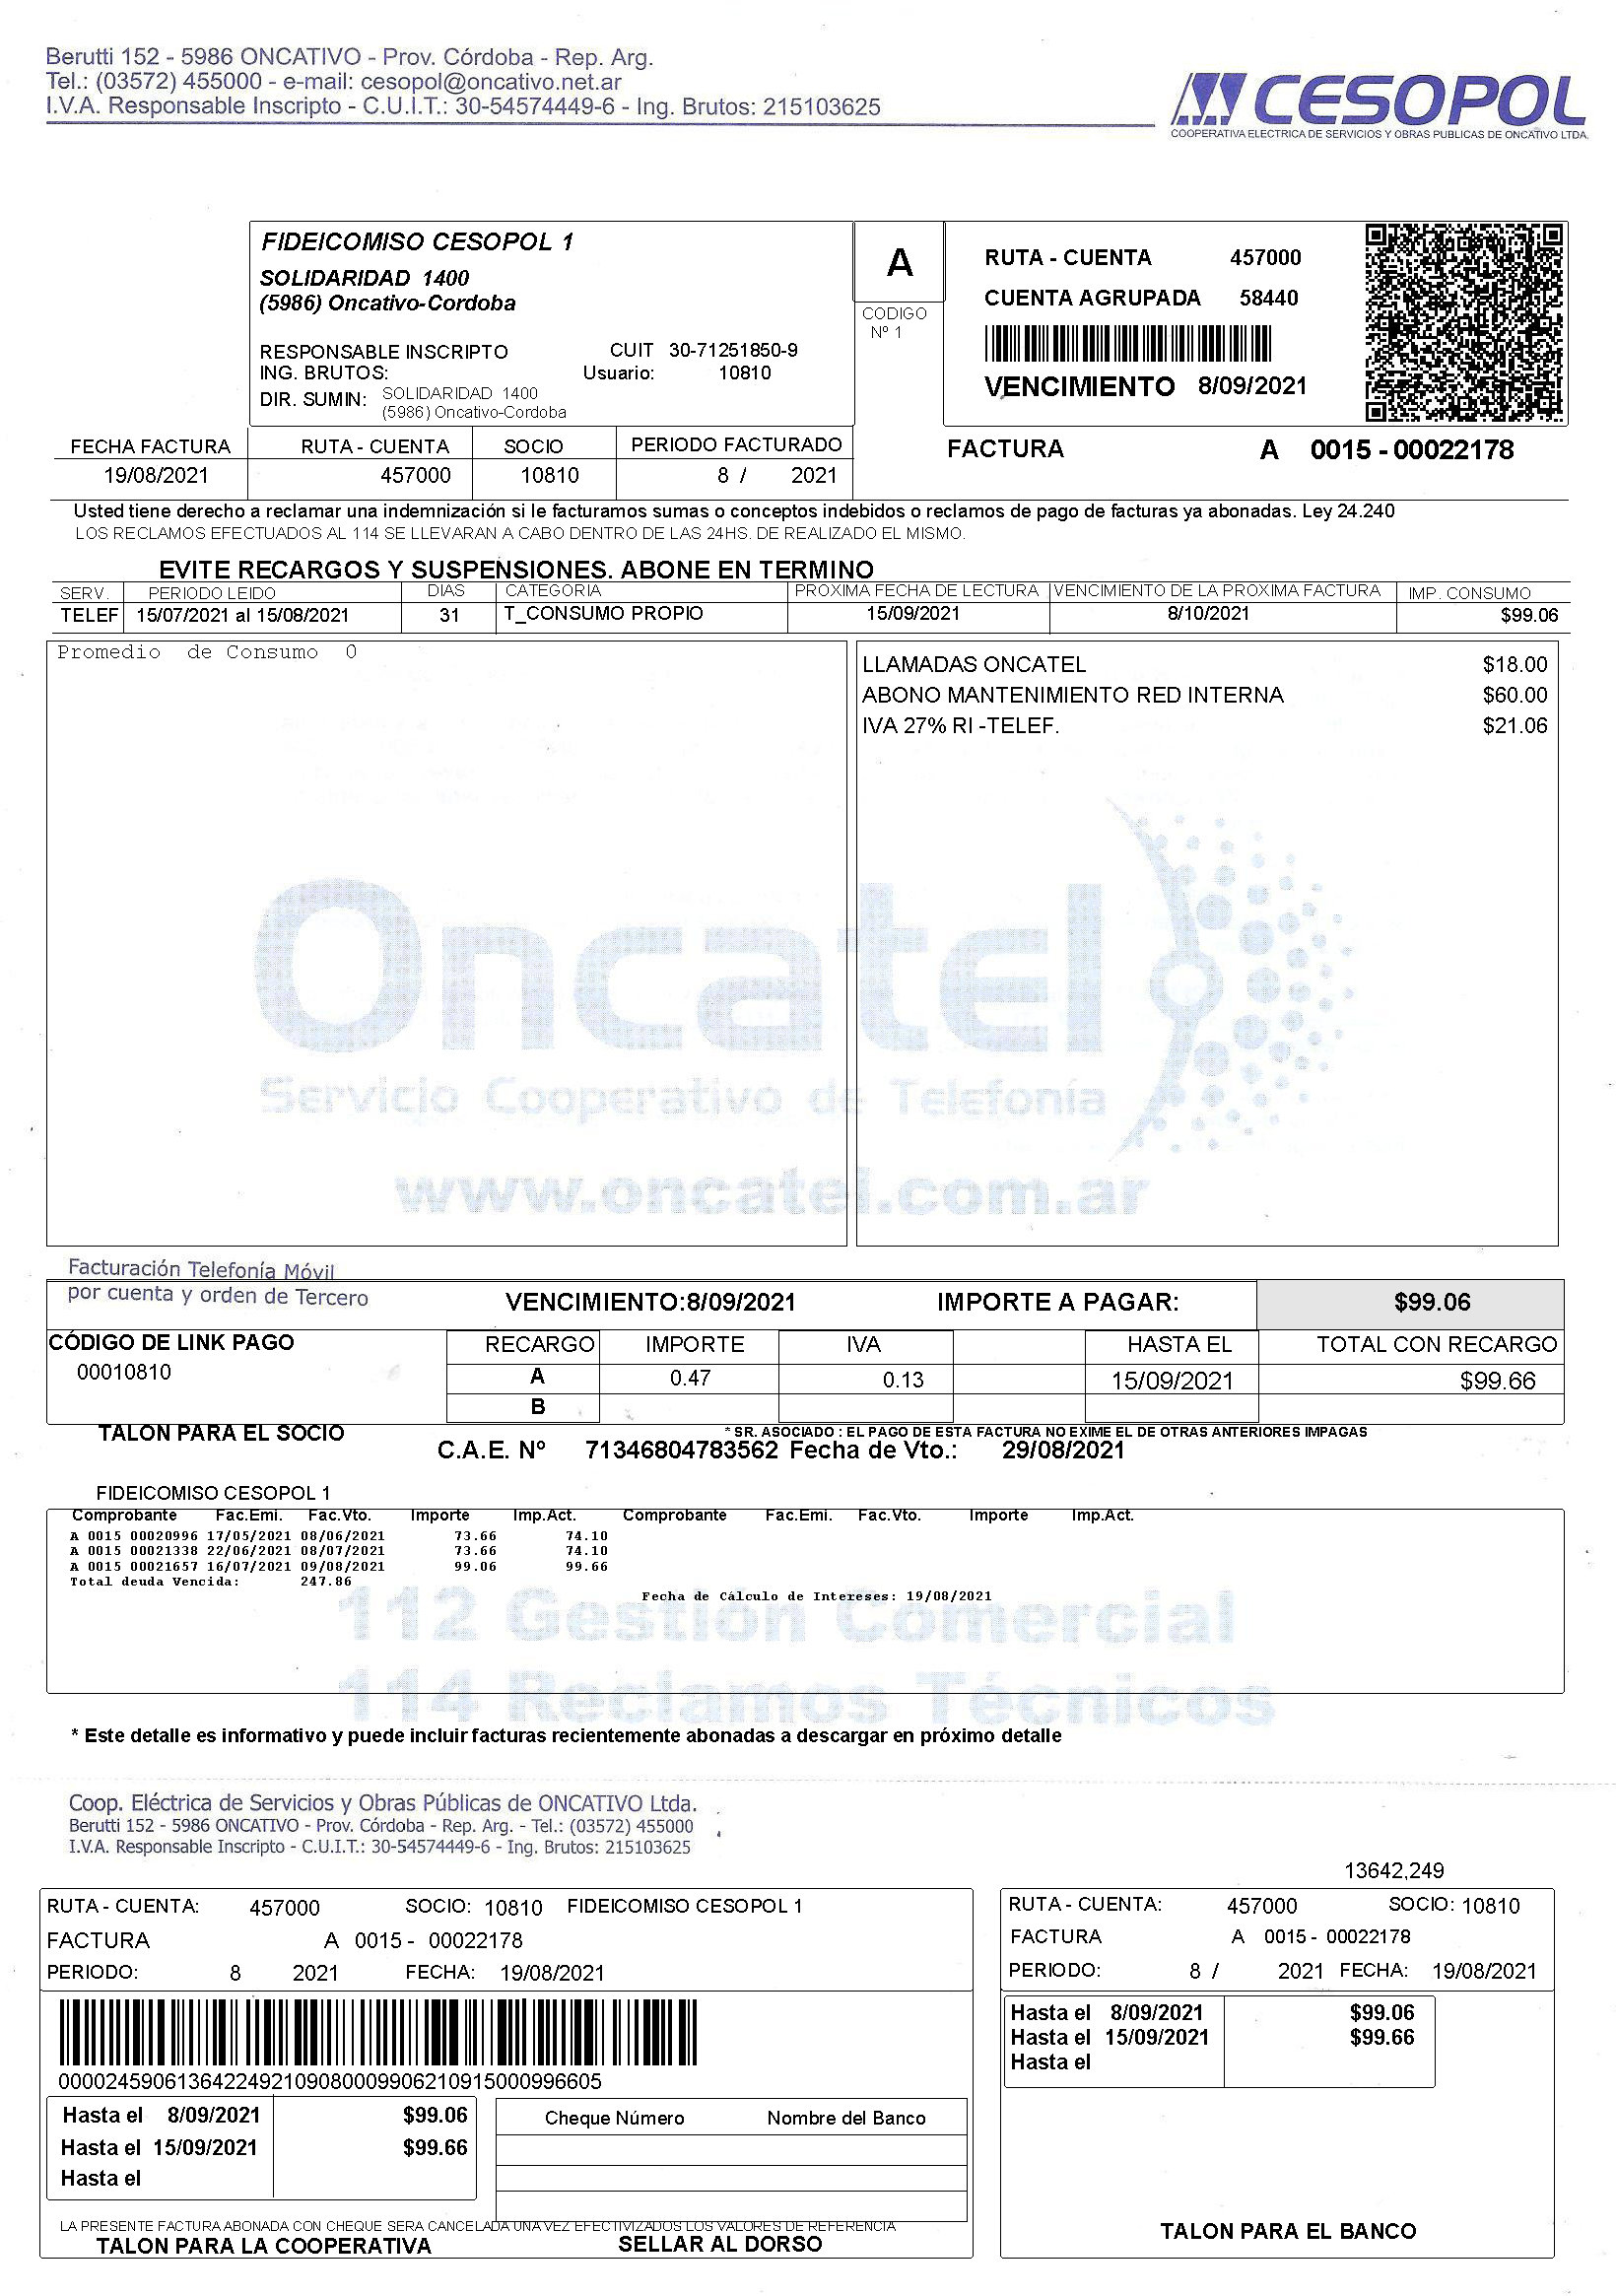 Berutti 152 - 5986 ONCATIVO - Prov. Córdoba - Rep. Arg.
Tel.: (03572) 455000 - e-mail: cesopol@oncativo.net.ar
I.V.A. Responsable Inscripto - C.U.I.T.: 30-54574449-6 - Ing. Brutos: 215103625
CESOPOL
COOPERATIVA ELECTRICA DE SERVICIOS Y OBRAS PUBLICAS DE ONCATIVO LTDA.
FIDEICOMISO CESOPOL 1
SOLIDARIDAD 1400
(5986) Oncativo-Cordoba
RESPONSABLE INSCRIPTO CUIT 30-71251850-9
ING. BRUTOS: Usuario: 10810
DIR. SUMIN: SOLIDARIDAD 1400
(5986) Oncativo-Cordoba
A
CODIGO
Nº 1
RUTA - CUENTA 457000
CUENTA AGRUPADA 58440
VENCIMIENTO 8/09/2021
FECHA FACTURA RUTA - CUENTA SOCIO PERIODO FACTURADO
19/08/2021 457000 10810 8 / 2021
FACTURA A 0015 - 00022178
Usted tiene derecho a reclamar una indemnización si le facturamos sumas o conceptos indebidos o reclamos de pago de facturas ya abonadas. Ley 24.240
LOS RECLAMOS EFECTUADOS AL 114 SE LLEVARAN A CABO DENTRO DE LAS 24HS. DE REALIZADO EL MISMO.
EVITE RECARGOS Y SUSPENSIONES. ABONE EN TERMINO
SERV. PERIODO LEIDO DIAS CATEGORIA PROXIMA FECHA DE LECTURA VENCIMIENTO DE LA PROXIMA FACTURA IMP. CONSUMO
TELEF 15/07/2021 al 15/08/2021 31 T_CONSUMO PROPIO 15/09/2021 8/10/2021 $99.06
Promedio de Consumo 0
LLAMADAS ONCATEL $18.00
ABONO MANTENIMIENTO RED INTERNA $60.00
IVA 27% RI -TELEF. $21.06
Oncatel
Servicio Cooperativo de Telefonía
www.oncatel.com.ar
Facturación Telefonía Móvil
por cuenta y orden de Tercero
VENCIMIENTO:8/09/2021 IMPORTE A PAGAR: $99.06
CÓDIGO DE LINK PAGO
00010810
RECARGO IMPORTE IVA HASTA EL TOTAL CON RECARGO
A 0.47 0.13 15/09/2021 $99.66
B
TALON PARA EL SOCIO
* SR. ASOCIADO : EL PAGO DE ESTA FACTURA NO EXIME EL DE OTRAS ANTERIORES IMPAGAS
C.A.E. Nº 71346804783562 Fecha de Vto.: 29/08/2021
FIDEICOMISO CESOPOL 1
Comprobante Fac.Emi. Fac.Vto. Importe Imp.Act. Comprobante Fac.Emi. Fac.Vto. Importe Imp.Act.
A 0015 00020996 17/05/2021 08/06/2021 73.66 74.10
A 0015 00021338 22/06/2021 08/07/2021 73.66 74.10
A 0015 00021657 16/07/2021 09/08/2021 99.06 99.66
Total deuda Vencida: 247.86
Fecha de Cálculo de Intereses: 19/08/2021
112 Gestión Comercial
114 Reclamos Técnicos
* Este detalle es informativo y puede incluir facturas recientemente abonadas a descargar en próximo detalle
Coop. Eléctrica de Servicios y Obras Públicas de ONCATIVO Ltda.
Berutti 152 - 5986 ONCATIVO - Prov. Córdoba - Rep. Arg. - Tel.: (03572) 455000
I.V.A. Responsable Inscripto - C.U.I.T.: 30-54574449-6 - Ing. Brutos: 215103625
13642,249
RUTA - CUENTA: 457000 SOCIO: 10810 FIDEICOMISO CESOPOL 1
FACTURA A 0015 - 00022178
PERIODO: 8 2021 FECHA: 19/08/2021
000024590613642249210908000990621091500099​6605
Hasta el 8/09/2021 $99.06
Hasta el 15/09/2021 $99.66
Hasta el
Cheque Número Nombre del Banco
LA PRESENTE FACTURA ABONADA CON CHEQUE SERA CANCELADA UNA VEZ EFECTIVIZADOS LOS VALORES DE REFERENCIA
TALON PARA LA COOPERATIVA SELLAR AL DORSO
RUTA - CUENTA: 457000 SOCIO: 10810
FACTURA A 0015 - 00022178
PERIODO: 8 / 2021 FECHA: 19/08/2021
Hasta el 8/09/2021 $99.06
Hasta el 15/09/2021 $99.66
Hasta el
TALON PARA EL BANCO